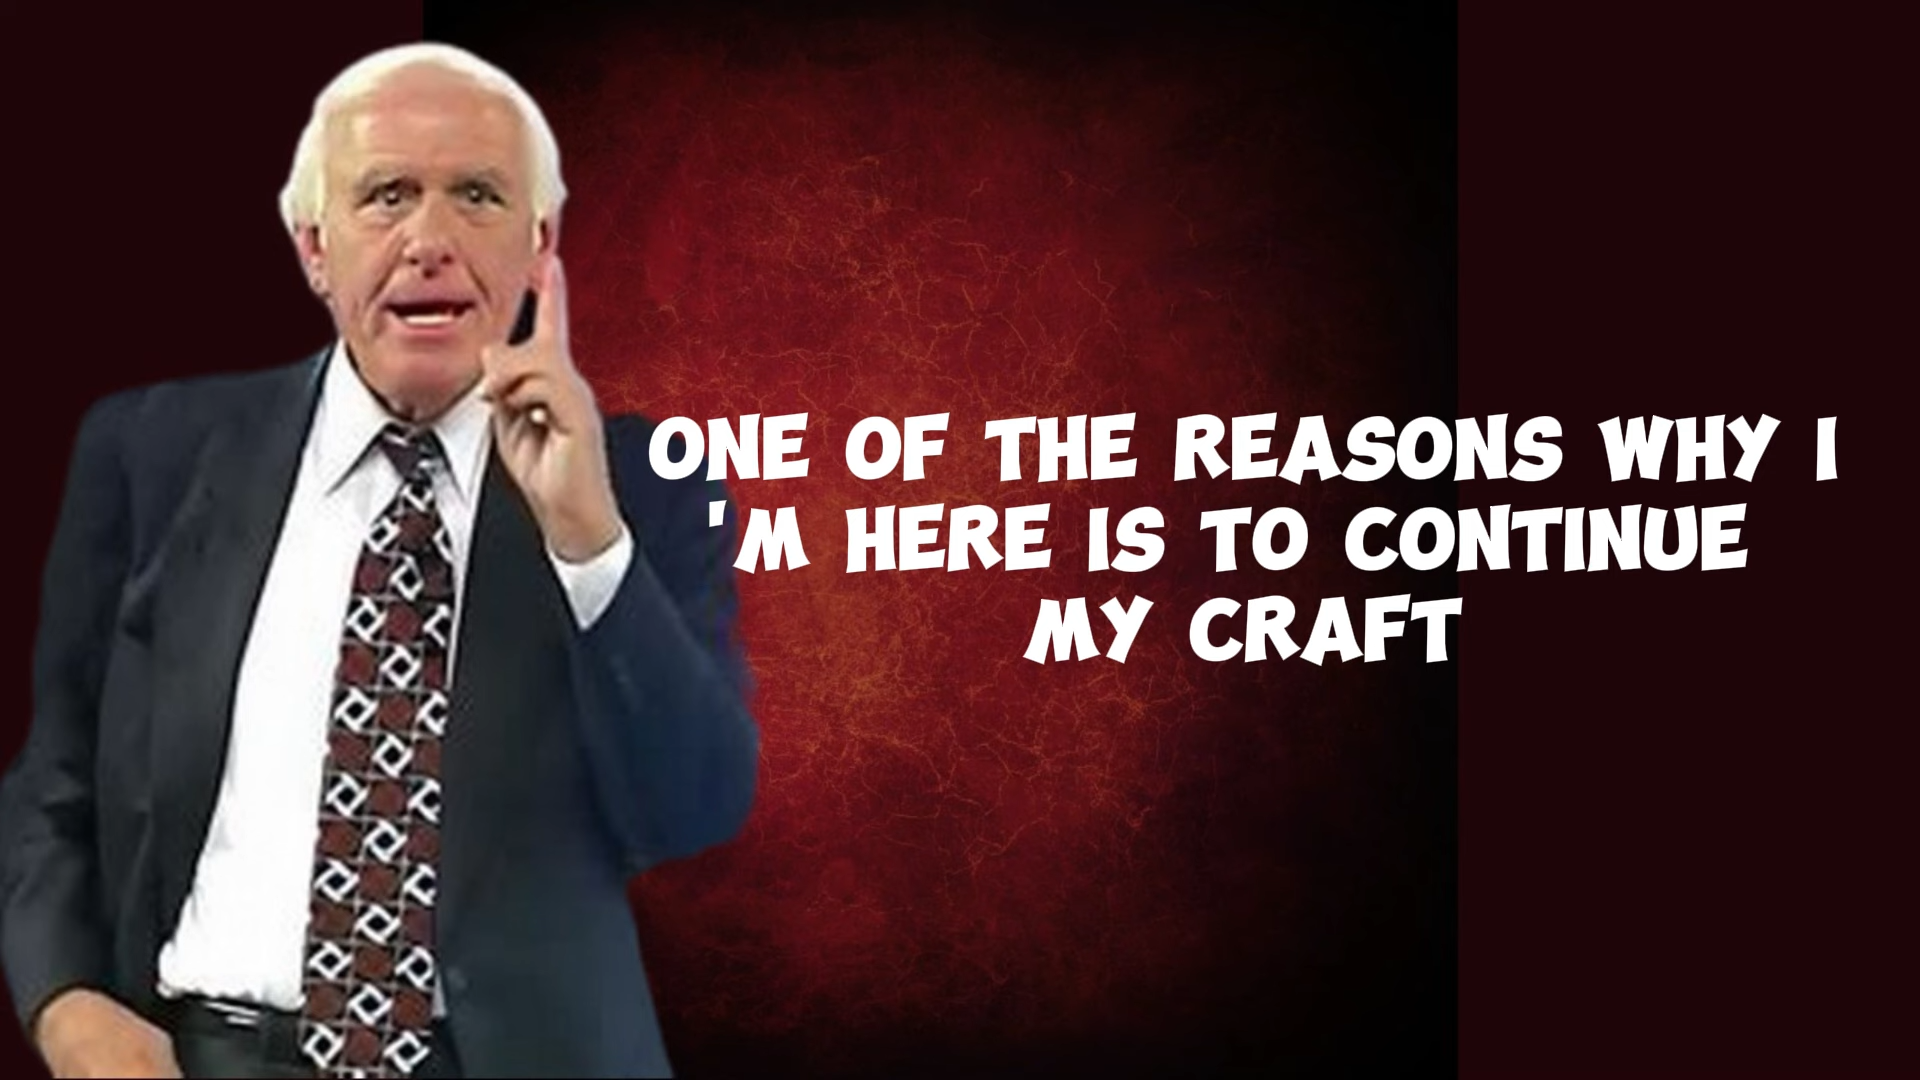 ONE OF THE REASONS WHY I
'M HERE IS TO CONTINUE
MY CRAFT